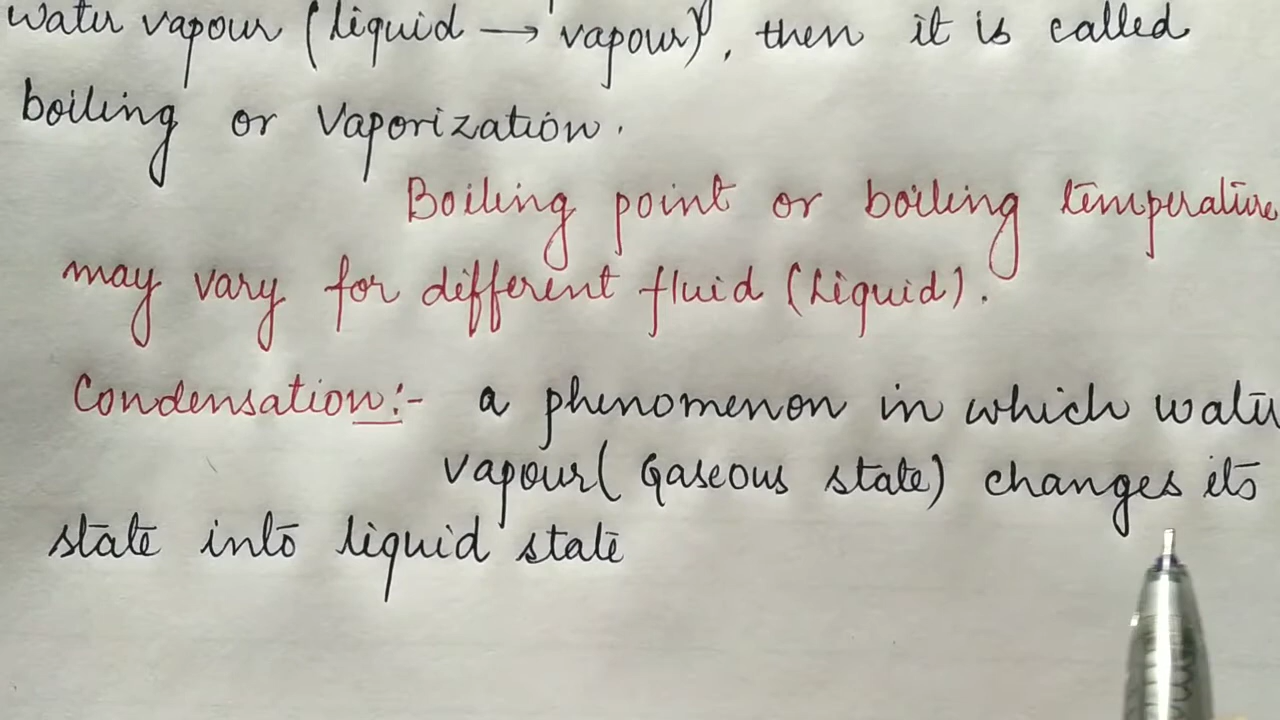 water vapour (liquid → vapour), then it is called
boiling or Vaporization.
Boiling point or boiling temperature
may vary for different fluid (Liquid).
Condensation:- a phenomenon in which water
vapour (Gaseous state) changes its
state into liquid state